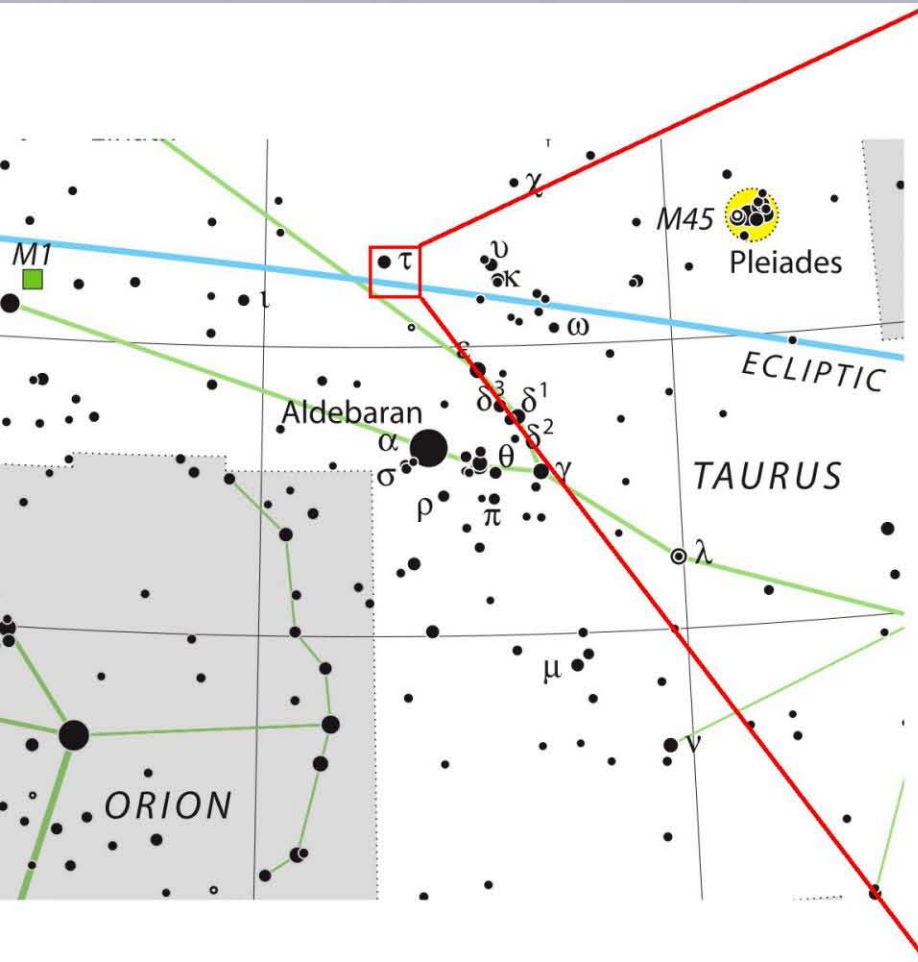 χ
M45
M1
υ
τ
κ
Pleiades
ι
ω
ε
ECLIPTIC
δ³ δ¹
Aldebaran
δ²
α
θ
γ
σ
TAURUS
ρ
π
λ
μ
ν
ORION